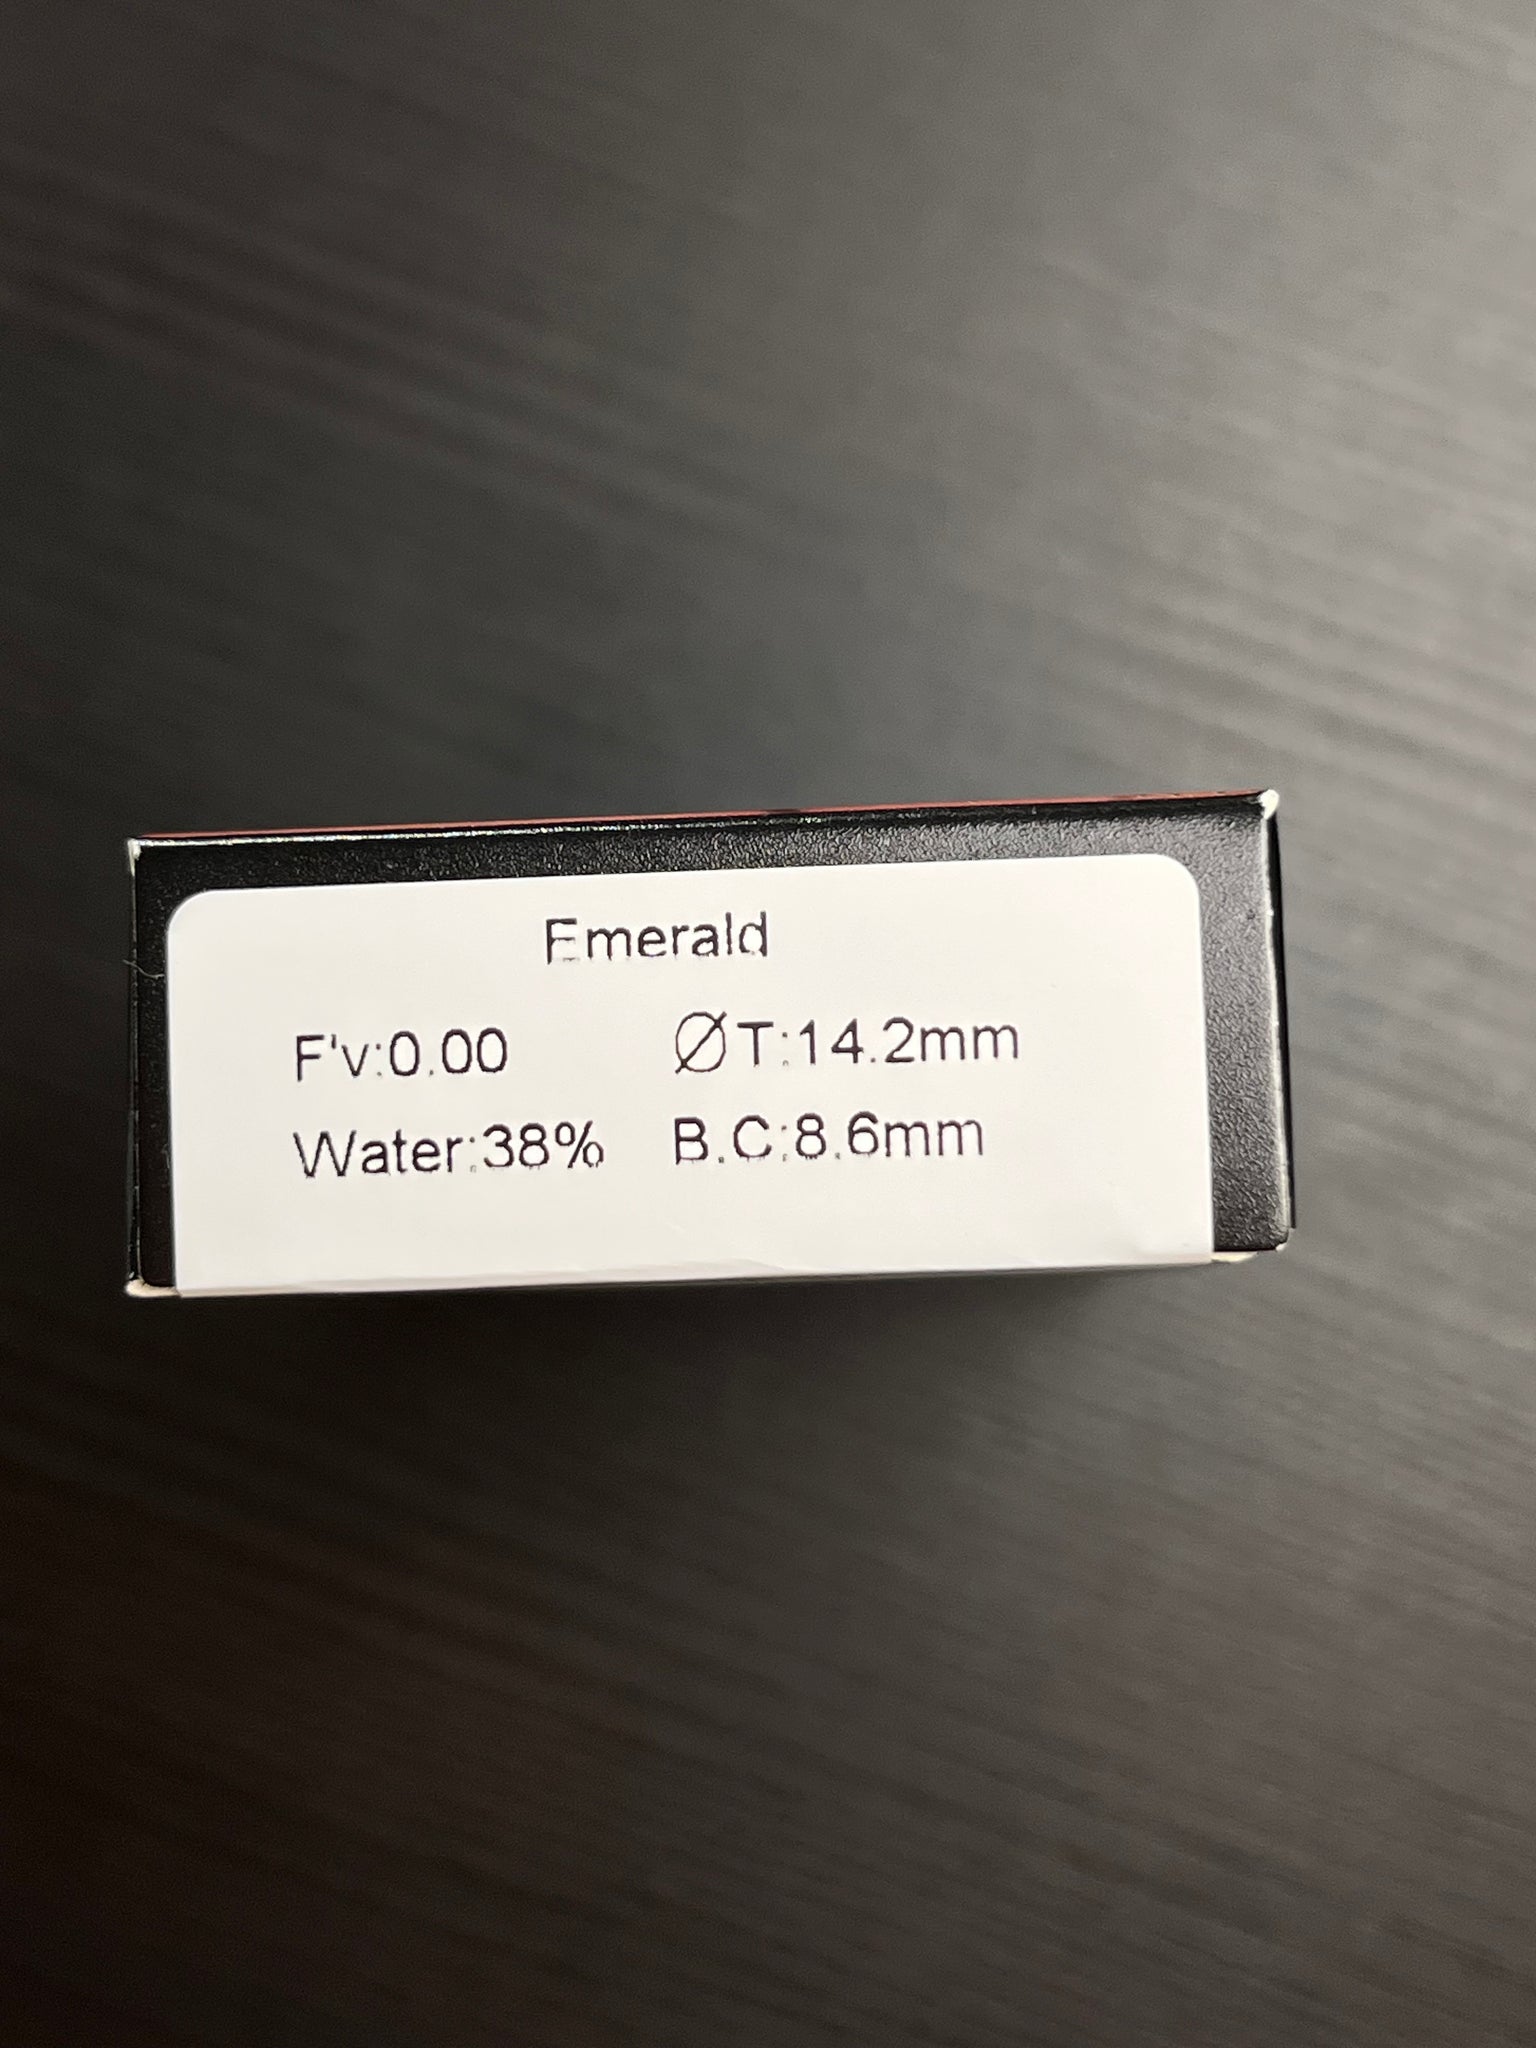 Emerald
F'v:0.00 ØT:14.2mm
Water:38% B.C:8.6mm